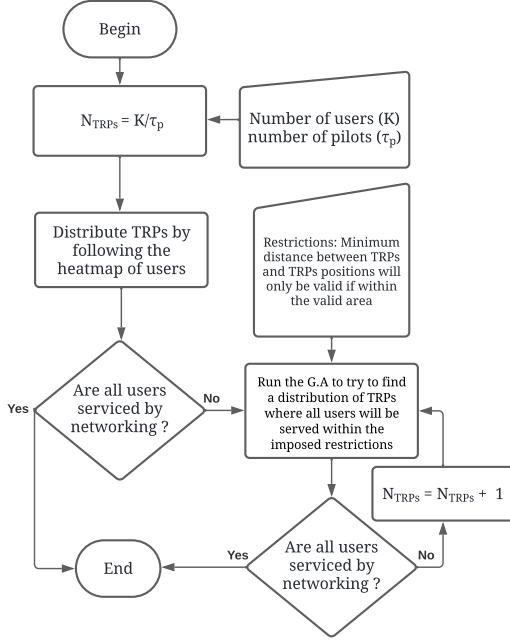 Begin
N_TRPs = K/τ_p
Number of users (K)
number of pilots (τ_p)
Distribute TRPs by
following the
heatmap of users
Restrictions: Minimum
distance between TRPs
and TRPs positions will
only be valid if within
the valid area
Are all users
serviced by
networking ?
Yes
No
Run the G.A to try to find
a distribution of TRPs
where all users will be
served within the
imposed restrictions
N_TRPs = N_TRPs + 1
Are all users
serviced by
networking ?
Yes
No
End